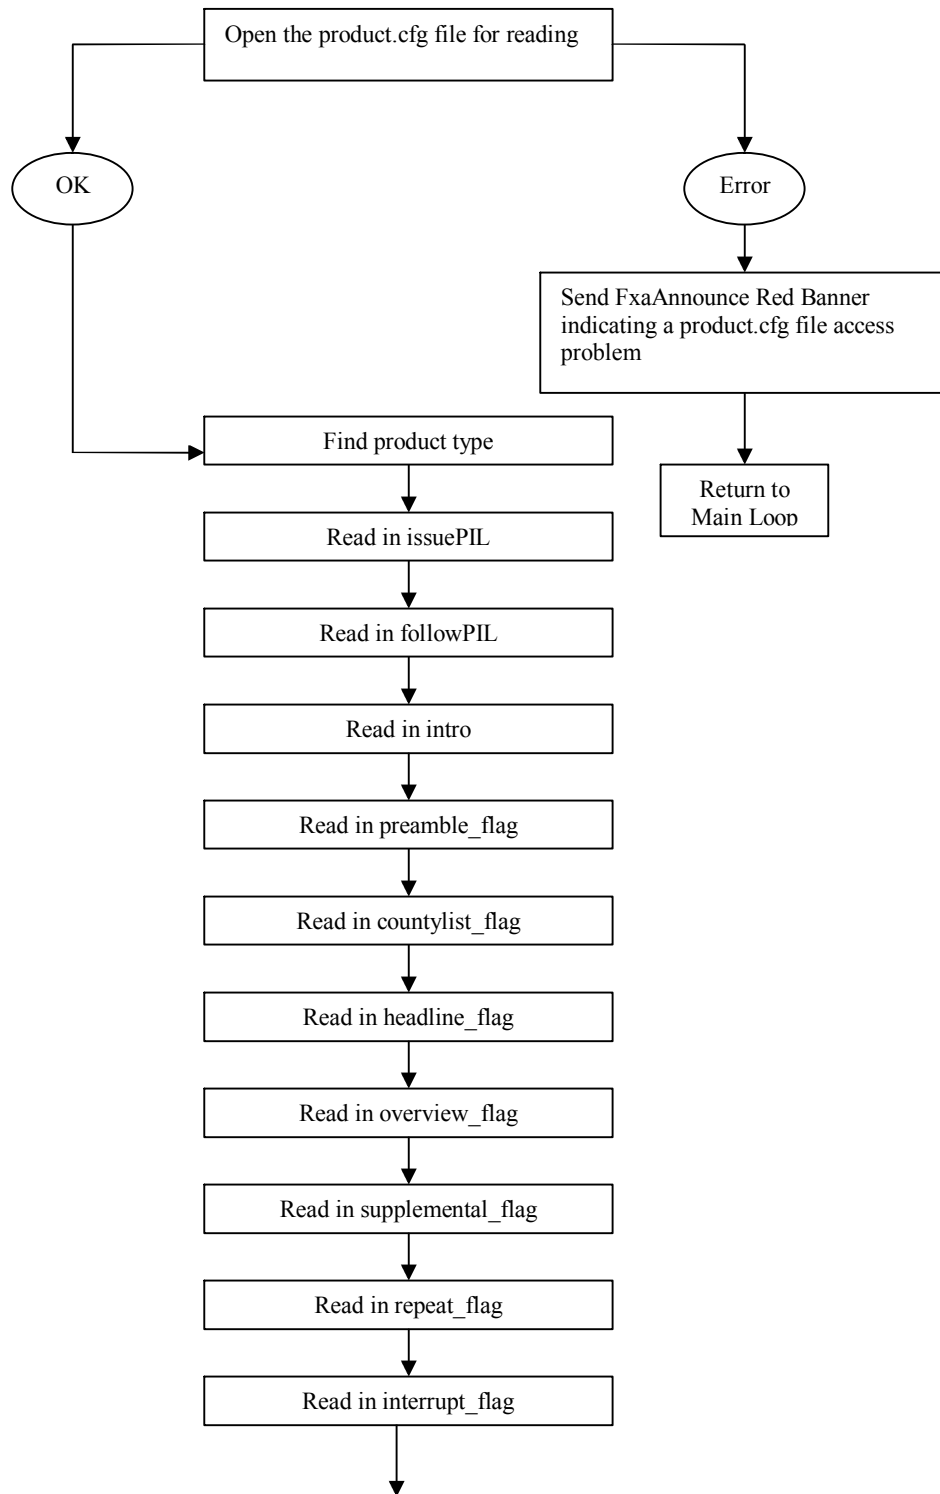 Open the product.cfg file for reading
OK
Error
Send FxaAnnounce Red Banner
indicating a product.cfg file access
problem
Find product type
Return to
Main Loop
Read in issuePIL
Read in followPIL
Read in intro
Read in preamble_flag
Read in countylist_flag
Read in headline_flag
Read in overview_flag
Read in supplemental_flag
Read in repeat_flag
Read in interrupt_flag